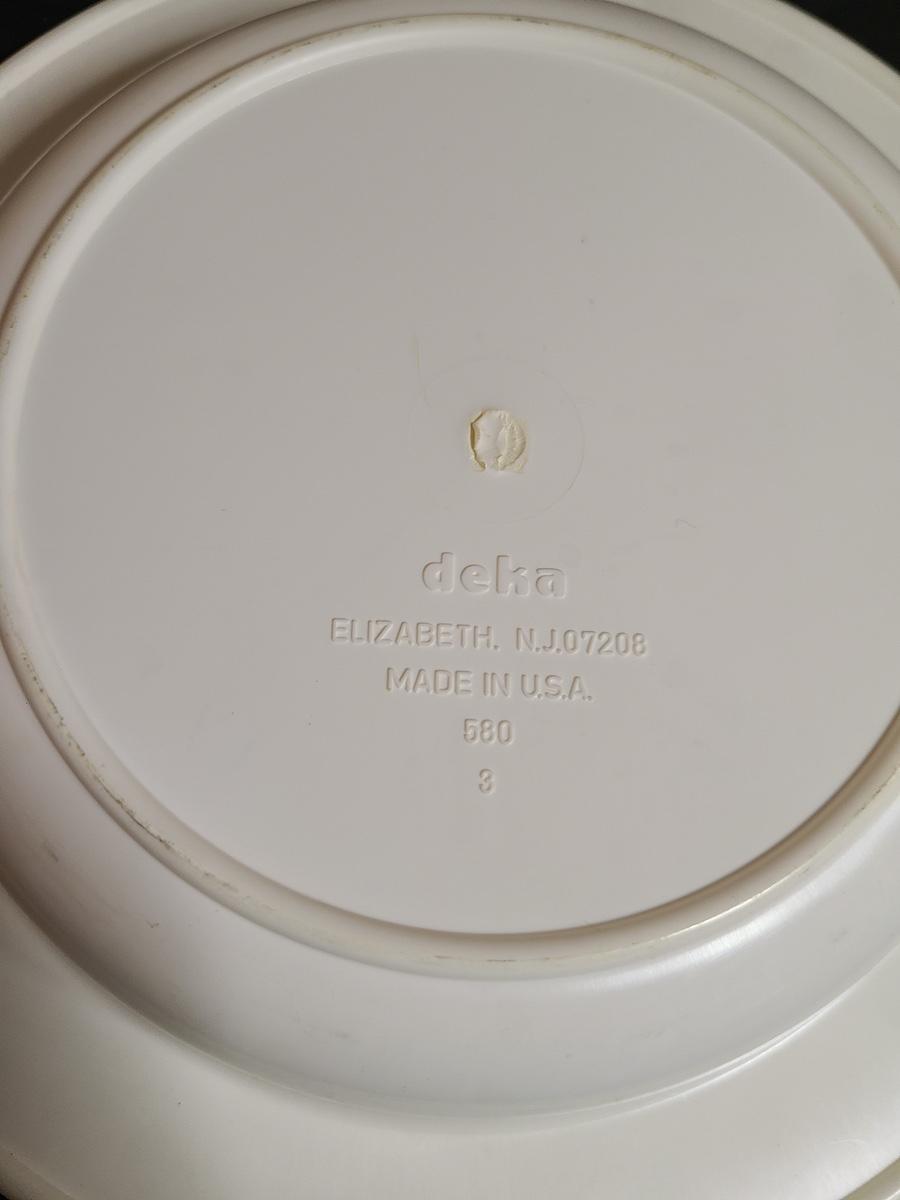 deka
ELIZABETH. N.J.07208
MADE IN U.S.A.
580
3